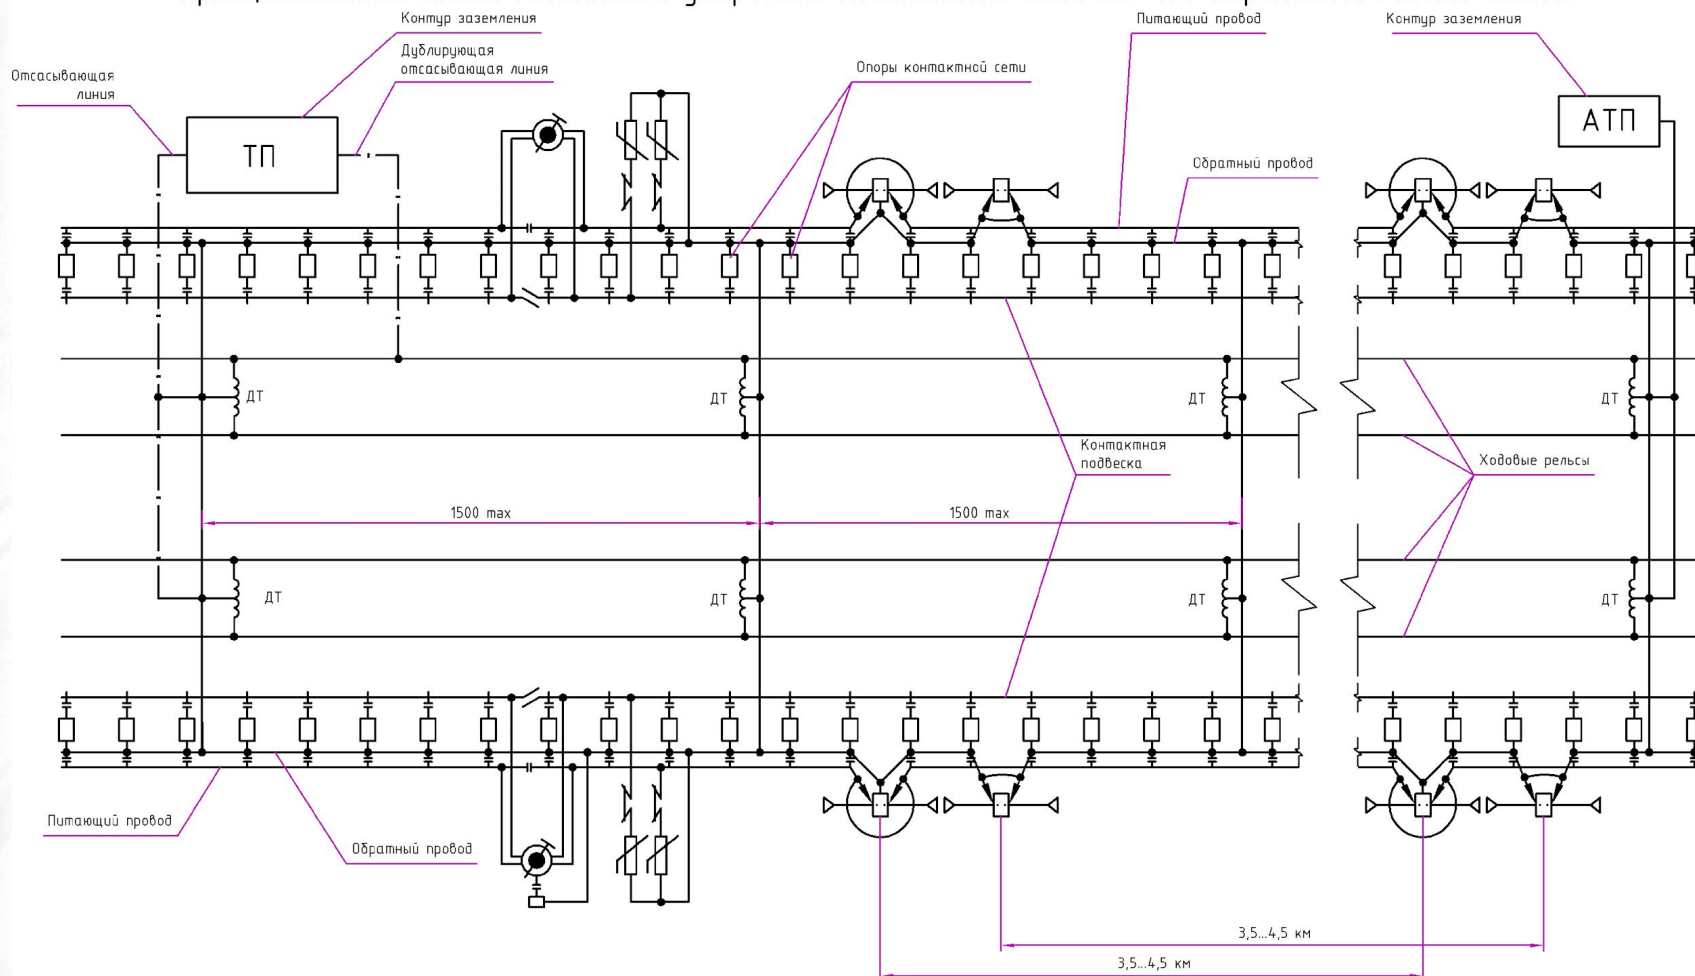 Контур заземления
Питающий провод
Контур заземления
Дублирующая
отсасывающая линия
Отсасывающая
линия
Опоры контактной сети
ТП
АТП
Обратный провод
ДТ
ДТ
ДТ
ДТ
Контактная
подвеска
Ходовые рельсы
1500 max
1500 max
ДТ
ДТ
ДТ
ДТ
Питающий провод
Обратный провод
3,5...4,5 км
3,5...4,5 км